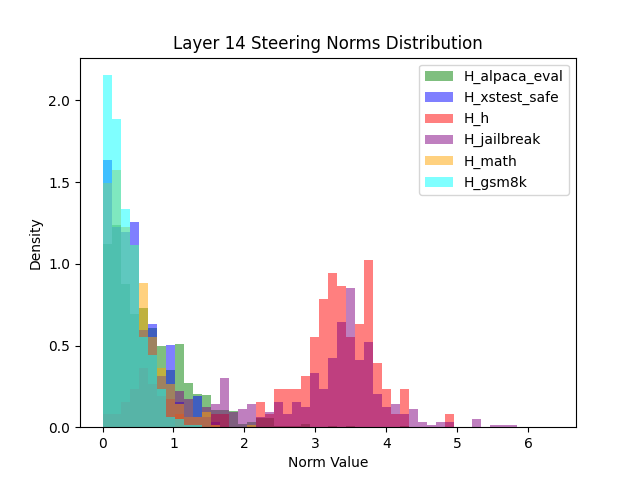 Layer 14 Steering Norms Distribution
H_alpaca_eval
H_xstest_safe
H_h
H_jailbreak
H_math
H_gsm8k
Density
2.0
1.5
1.0
0.5
0.0
0 1 2 3 4 5 6
Norm Value